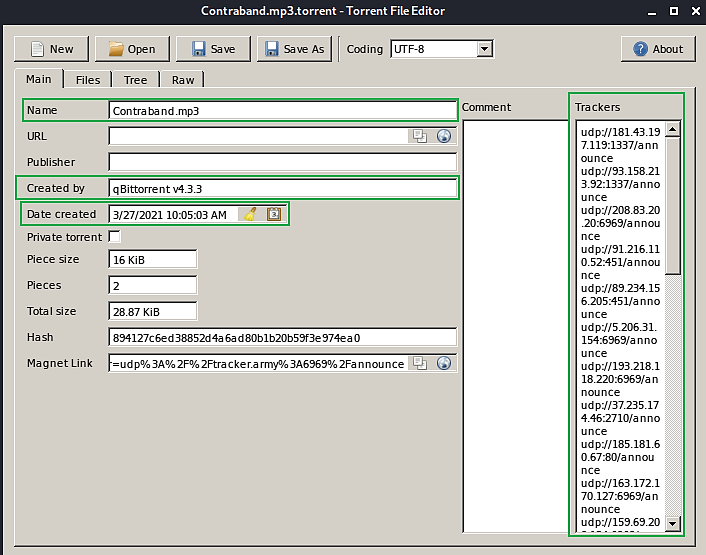 Contraband.mp3.torrent - Torrent File Editor
New Open Save Save As Coding UTF-8 About
Main Files Tree Raw
Name Contraband.mp3
URL
Publisher
Created by qBittorrent v4.3.3
Date created 3/27/2021 10:05:03 AM
Private torrent
Piece size 16 KiB
Pieces 2
Total size 28.87 KiB
Hash 894127c6ed38852d4a6ad80b1b20b59f3e974ea0
Magnet Link =udp%3A%2F%2Ftracker.army%3A6969%2Fannounce
Comment
Trackers
udp://181.43.19
7.119:1337/ann
ounce
udp://93.158.21
3.92:1337/anno
unce
udp://208.83.20
.20:6969/annou
nce
udp://91.216.11
0.52:451/annou
nce
udp://89.234.15
6.205:451/anno
unce
udp://5.206.31.
154:6969/anno
unce
udp://193.218.1
18.220:6969/an
nounce
udp://37.235.17
4.46:2710/anno
unce
udp://185.181.6
0.67:80/annou
nce
udp://163.172.1
70.127:6969/an
nounce
udp://159.69.20